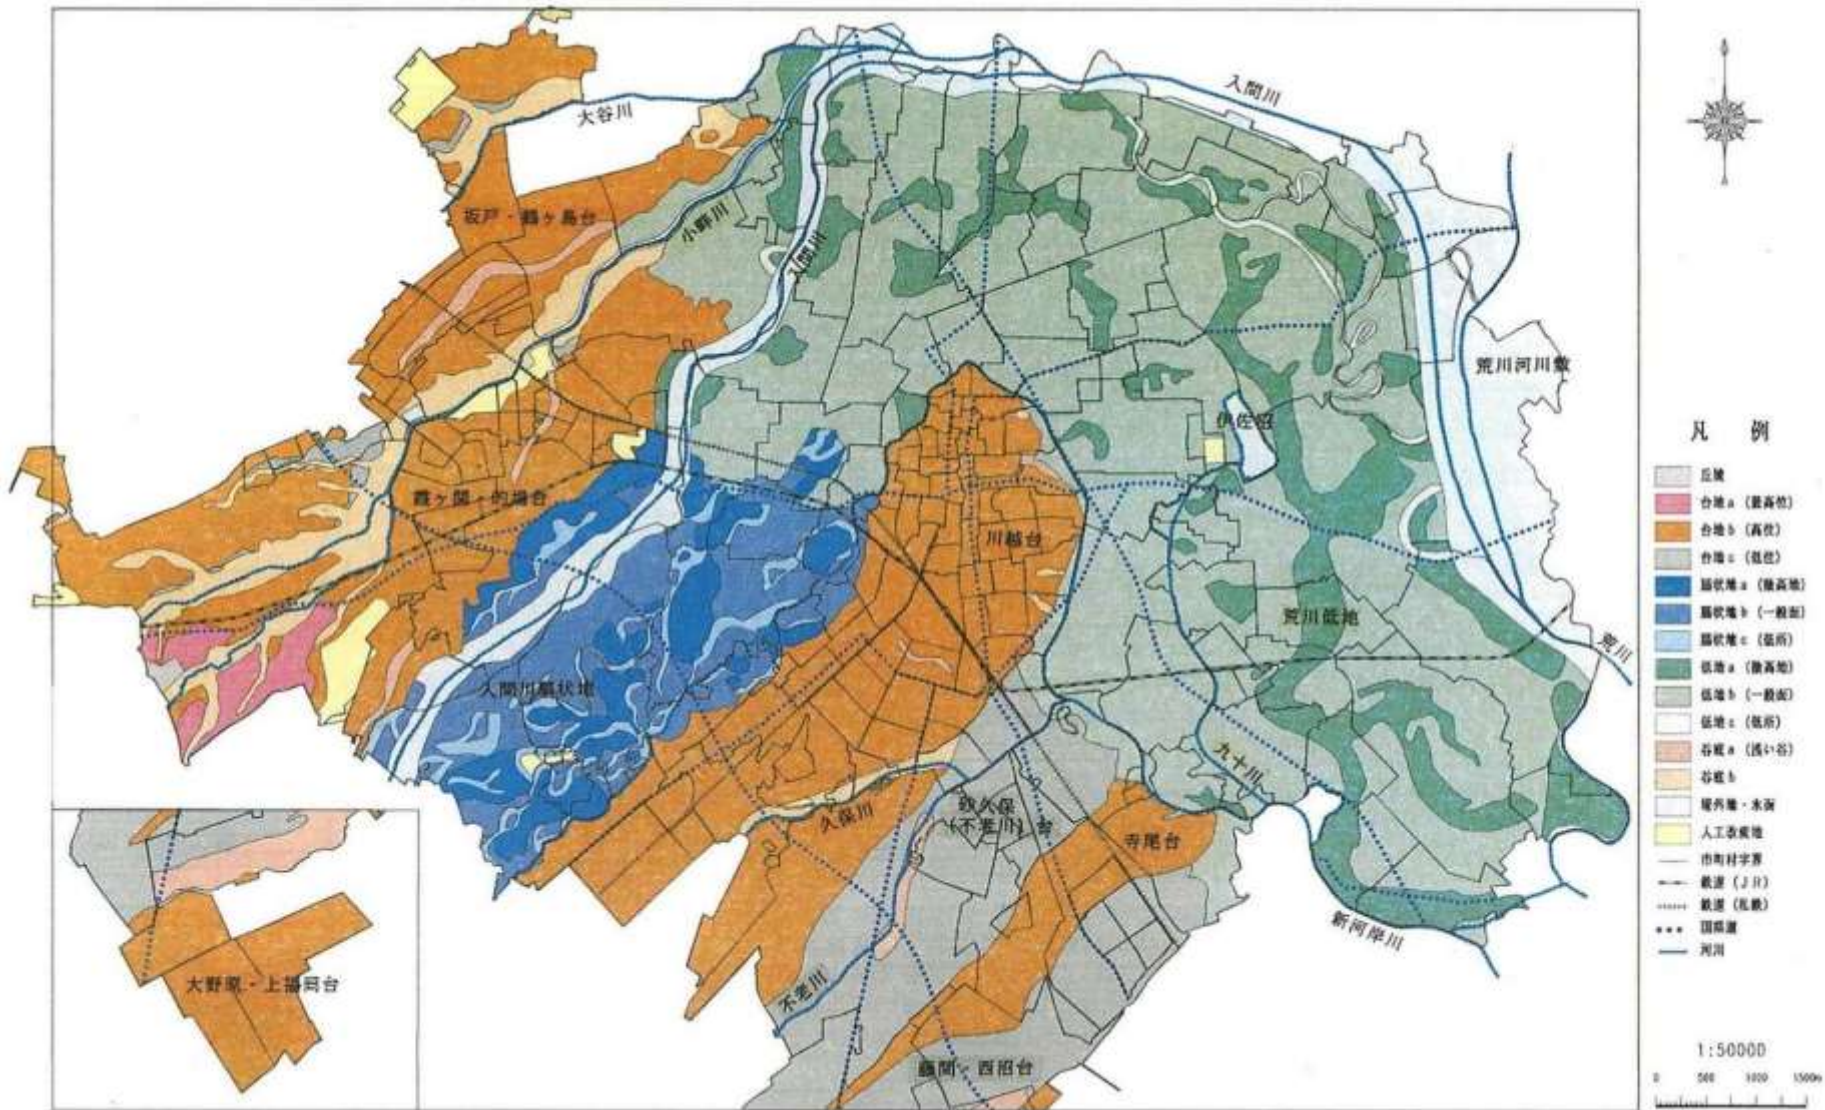 大谷川
入間川
坂戸・鶴ヶ島台
小畔川
入間川
荒川河川敷
伊佐沼
霞ヶ関・的場台
川越台
荒川低地
荒川
入間川扇状地
九十川
久保川
砂久保
(不老川)台
寺尾台
新河岸川
不老川
大野原・上福岡台
藤間・西沼台
凡 例
丘陵
台地a (最高位)
台地b (高位)
台地c (低位)
扇状地a (微高地)
扇状地b (一般面)
扇状地c (低所)
低地a (微高地)
低地b (一般面)
低地c (低所)
谷底a (浅い谷)
谷底b
堤外地・水面
人工改変地
市町村字界
鉄道 (JR)
鉄道 (私鉄)
国県道
河川
1:50000
0 500 1000 1500m